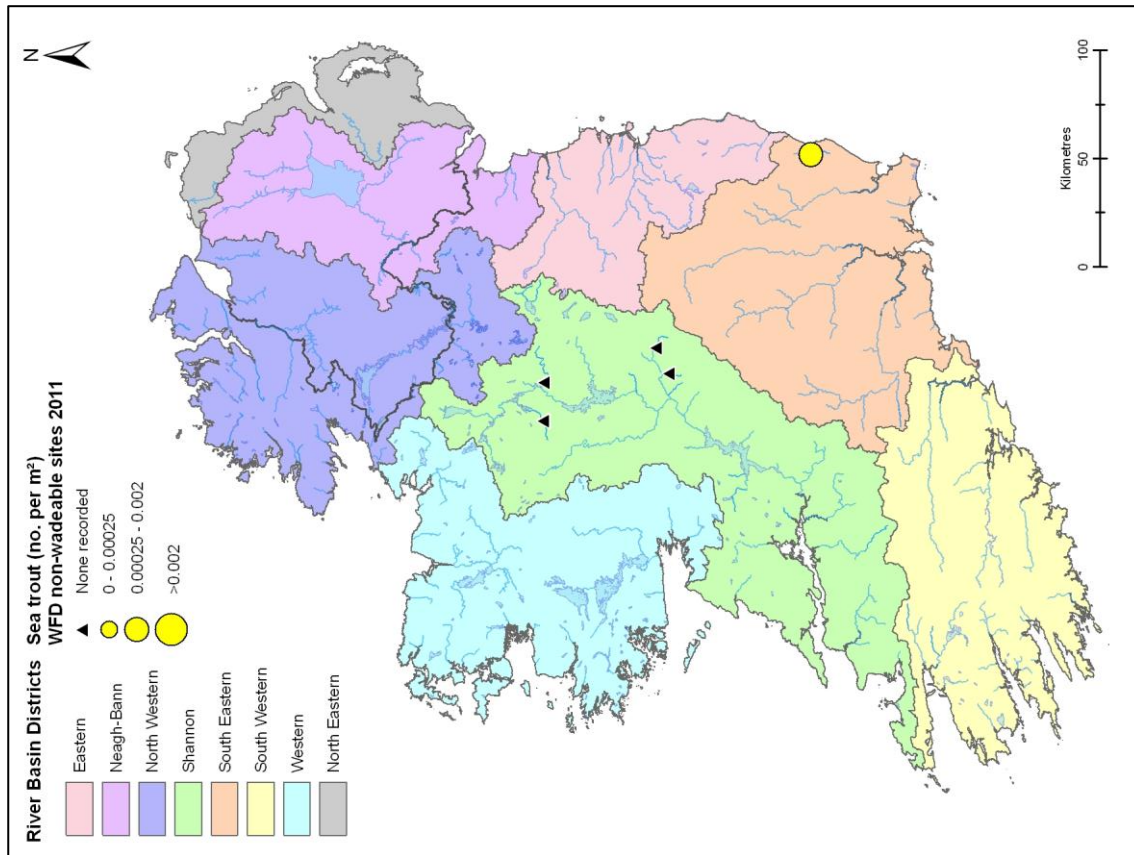 River Basin Districts
Eastern
Neagh-Bann
North Western
Shannon
South Eastern
South Western
Western
North Eastern
Sea trout (no. per m²)
WFD non-wadeable sites 2011
None recorded
0 - 0.00025
0.00025 - 0.002
>0.002
N
0
50
100
Kilometres